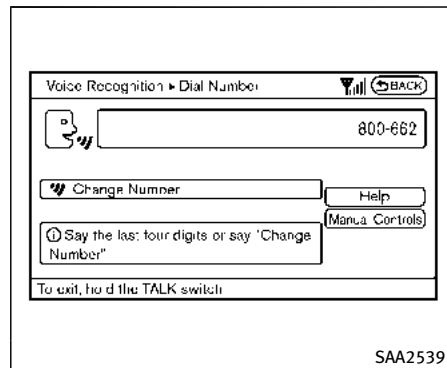 Voice Recognition ▸ Dial Number
BACK
800-662
Change Number
Help
Manual Controls
Say the last four digits or say "Change
Number"
To exit, hold the TALK switch
SAA2539